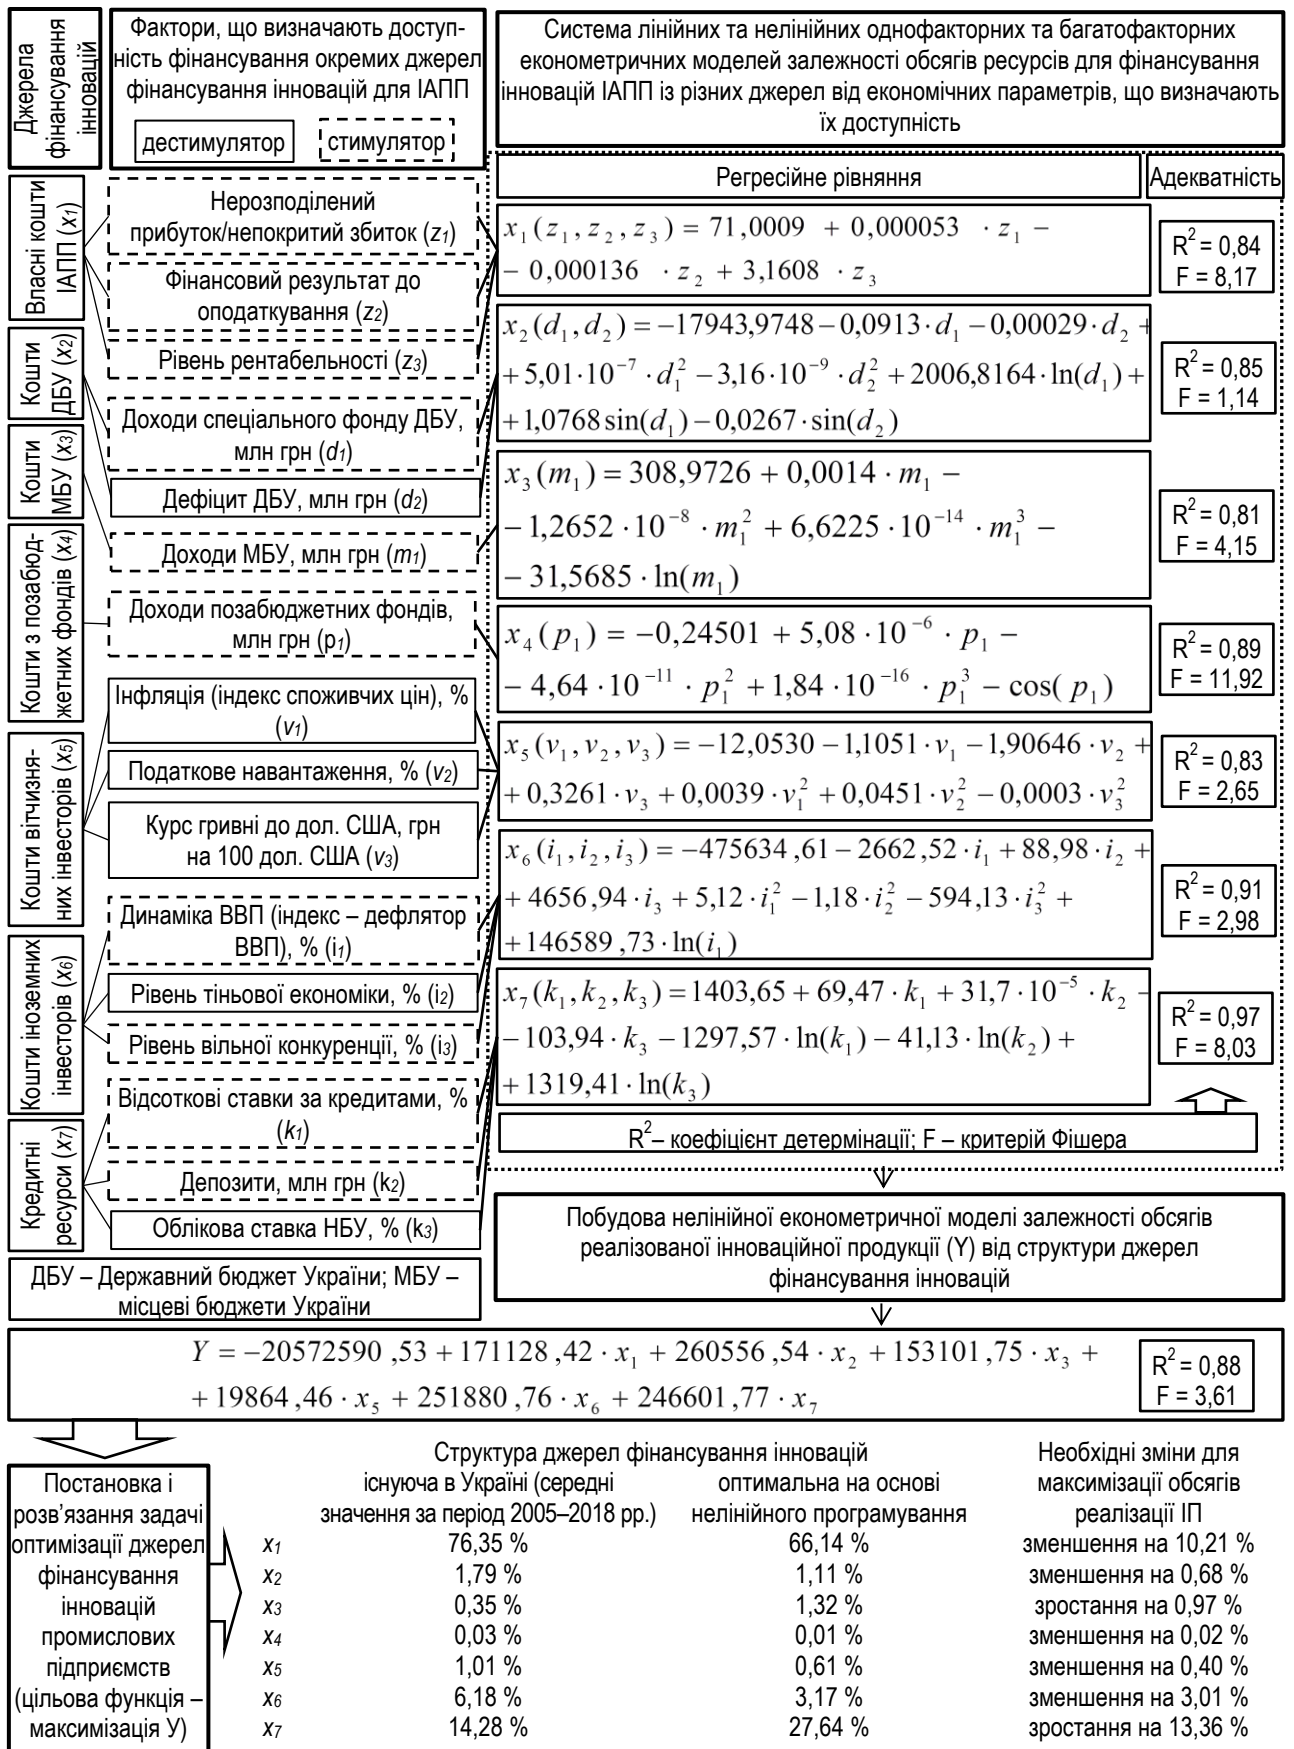 Джерела
фінансування
інновацій
Фактори, що визначають доступ-
ність фінансування окремих джерел
фінансування інновацій для ІАПП
дестимулятор
стимулятор
Система лінійних та нелінійних однофакторних та багатофакторних
економетричних моделей залежності обсягів ресурсів для фінансування
інновацій ІАПП із різних джерел від економічних параметрів, що визначають
їх доступність
Регресійне рівняння
Адекватність
Власні кошти
ІАПП (x1)
Кошти
ДБУ (x2)
Кошти
МБУ (x3)
Кошти з позабюд-
жетних фондів (x4)
Кошти вітчизня-
них інвесторів (x5)
Кошти іноземних
інвесторів (x6)
Кредитні
ресурси (x7)
Нерозподілений
прибуток/непокритий збиток (z1)
Фінансовий результат до
оподаткування (z2)
Рівень рентабельності (z3)
Доходи спеціального фонду ДБУ,
млн грн (d1)
Дефіцит ДБУ, млн грн (d2)
Доходи МБУ, млн грн (m1)
Доходи позабюджетних фондів,
млн грн (p1)
Інфляція (індекс споживчих цін), %
(v1)
Податкове навантаження, % (v2)
Курс гривні до дол. США, грн
на 100 дол. США (v3)
Динаміка ВВП (індекс – дефлятор
ВВП), % (i1)
Рівень тіньової економіки, % (i2)
Рівень вільної конкуренції, % (i3)
Відсоткові ставки за кредитами, %
(k1)
Депозити, млн грн (k2)
Облікова ставка НБУ, % (k3)
x₁(z₁, z₂, z₃) = 71,0009 + 0,000053 · z₁ −
− 0,000136 · z₂ + 3,1608 · z₃
R² = 0,84
F = 8,17
x₂(d₁, d₂) = −17943,9748 − 0,0913 · d₁ − 0,00029 · d₂ +
+ 5,01·10⁻⁷ · d₁² − 3,16·10⁻⁹ · d₂² + 2006,8164 · ln(d₁) +
+ 1,0768 sin(d₁) − 0,0267 · sin(d₂)
R² = 0,85
F = 1,14
x₃(m₁) = 308,9726 + 0,0014 · m₁ −
− 1,2652 · 10⁻⁸ · m₁² + 6,6225 · 10⁻¹⁴ · m₁³ −
− 31,5685 · ln(m₁)
R² = 0,81
F = 4,15
x₄(p₁) = −0,24501 + 5,08 · 10⁻⁶ · p₁ −
− 4,64 · 10⁻¹¹ · p₁² + 1,84 · 10⁻¹⁶ · p₁³ − cos(p₁)
R² = 0,89
F = 11,92
x₅(v₁, v₂, v₃) = −12,0530 − 1,1051 · v₁ − 1,90646 · v₂ +
+ 0,3261 · v₃ + 0,0039 · v₁² + 0,0451 · v₂² − 0,0003 · v₃²
R² = 0,83
F = 2,65
x₆(i₁, i₂, i₃) = −475634,61 − 2662,52 · i₁ + 88,98 · i₂ +
+ 4656,94 · i₃ + 5,12 · i₁² − 1,18 · i₂² − 594,13 · i₃² +
+ 146589,73 · ln(i₁)
R² = 0,91
F = 2,98
x₇(k₁, k₂, k₃) = 1403,65 + 69,47 · k₁ + 31,7·10⁻⁵ · k₂ −
− 103,94 · k₃ − 1297,57 · ln(k₁) − 41,13 · ln(k₂) +
+ 1319,41 · ln(k₃)
R² = 0,97
F = 8,03
R²– коефіцієнт детермінації; F – критерій Фішера
Побудова нелінійної економетричної моделі залежності обсягів
реалізованої інноваційної продукції (Y) від структури джерел
фінансування інновацій
ДБУ – Державний бюджет України; МБУ –
місцеві бюджети України
Y = −20572590,53 + 171128,42 · x₁ + 260556,54 · x₂ + 153101,75 · x₃ +
+ 19864,46 · x₅ + 251880,76 · x₆ + 246601,77 · x₇
R² = 0,88
F = 3,61
Постановка і
розв’язання задачі
оптимізації джерел
фінансування
інновацій
промислових
підприємств
(цільова функція –
максимізація У)
Структура джерел фінансування інновацій
існуюча в Україні (середні
значення за період 2005–2018 рр.)
оптимальна на основі
нелінійного програмування
Необхідні зміни для
максимізації обсягів
реалізації ІП
x1 76,35 % 66,14 % зменшення на 10,21 %
x2 1,79 % 1,11 % зменшення на 0,68 %
x3 0,35 % 1,32 % зростання на 0,97 %
x4 0,03 % 0,01 % зменшення на 0,02 %
x5 1,01 % 0,61 % зменшення на 0,40 %
x6 6,18 % 3,17 % зменшення на 3,01 %
x7 14,28 % 27,64 % зростання на 13,36 %